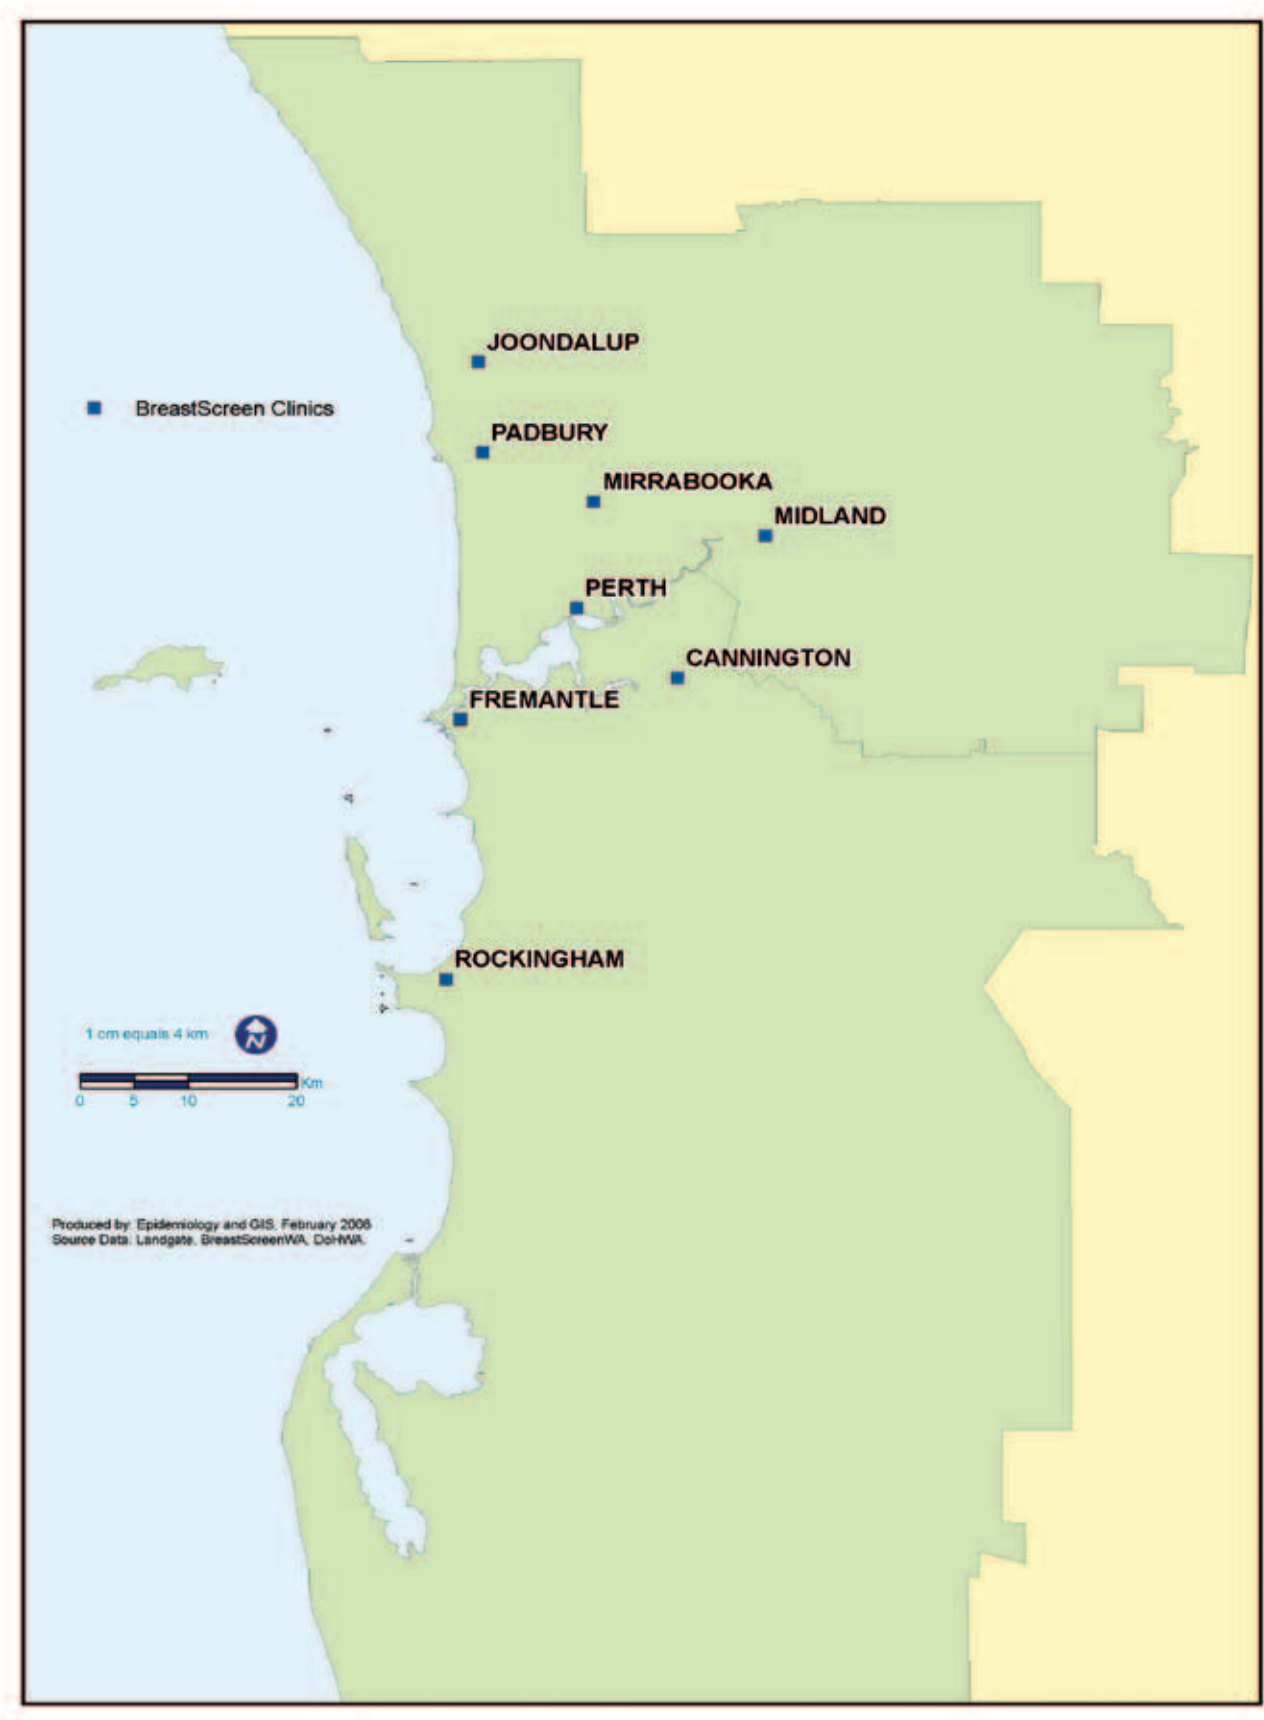 JOONDALUP
BreastScreen Clinics
PADBURY
MIRRABOOKA
MIDLAND
PERTH
CANNINGTON
FREMANTLE
ROCKINGHAM
1 cm equals 4 km
N
Km
0 5 10 20
Produced by: Epidemiology and GIS, February 2006
Source Data: Landgate, BreastScreenWA, DoHWA.